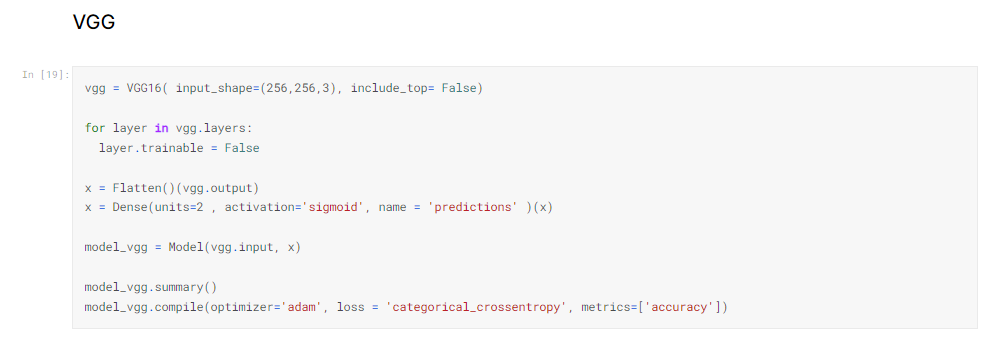 VGG
In [19]:
vgg = VGG16( input_shape=(256,256,3), include_top= False)
for layer in vgg.layers:
  layer.trainable = False
x = Flatten()(vgg.output)
x = Dense(units=2 , activation='sigmoid', name = 'predictions' )(x)
model_vgg = Model(vgg.input, x)
model_vgg.summary()
model_vgg.compile(optimizer='adam', loss = 'categorical_crossentropy', metrics=['accuracy'])